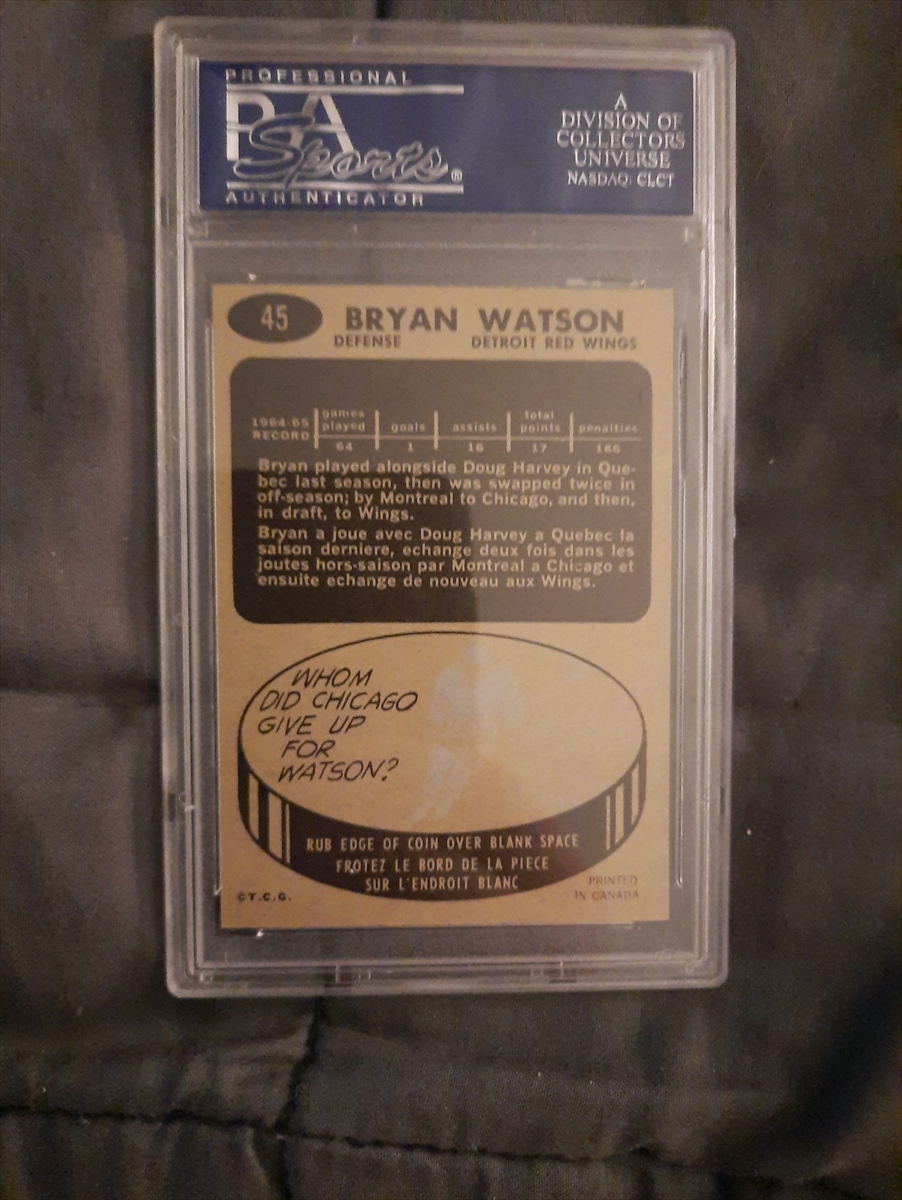 PROFESSIONAL
PSA
Sports®
AUTHENTICATOR
A
DIVISION OF
COLLECTORS
UNIVERSE
NASDAQ: CLCT
45 BRYAN WATSON
DEFENSE DETROIT RED WINGS
1964-65 RECORD games played goals assists total points penalties
64 1 16 17 186
Bryan played alongside Doug Harvey in Que-
bec last season, then was swapped twice in
off-season; by Montreal to Chicago, and then,
in draft, to Wings.
Bryan a joue avec Doug Harvey a Quebec la
saison derniere, echange deux fois dans les
joutes hors-saison par Montreal a Chicago et
ensuite echange de nouveau aux Wings.
WHOM
DID CHICAGO
GIVE UP
FOR
WATSON?
RUB EDGE OF COIN OVER BLANK SPACE
FROTEZ LE BORD DE LA PIECE
SUR L'ENDROIT BLANC
©T.C.G.
PRINTED
IN CANADA